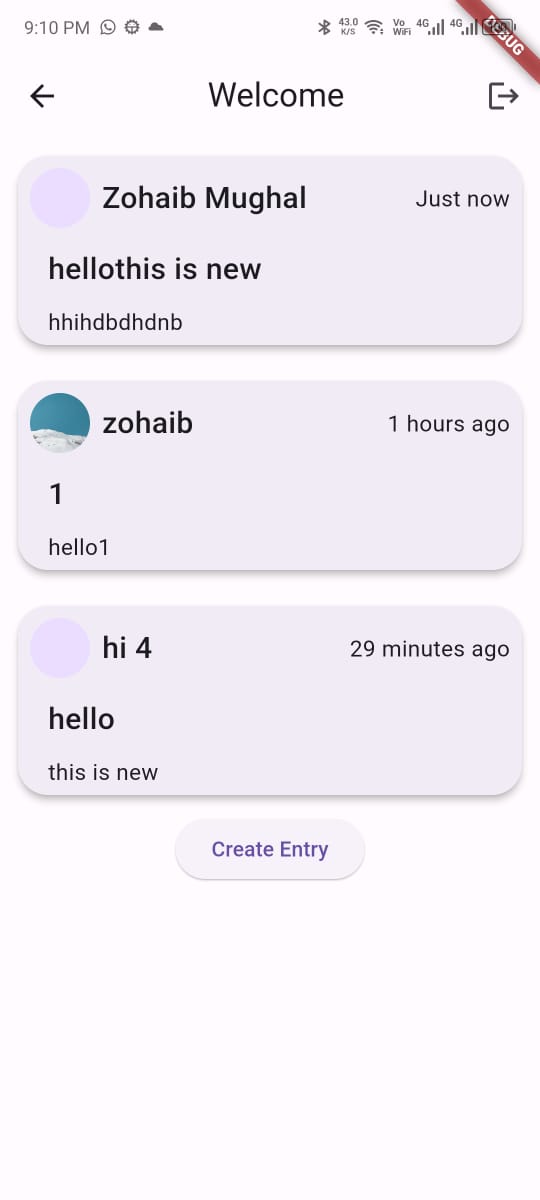 9:10 PM 43.0 K/S Vo WiFi 4G 4G
DEBUG
Welcome
Zohaib Mughal Just now
hellothis is new
hhihdbdhdnb
zohaib 1 hours ago
1
hello1
hi 4 29 minutes ago
hello
this is new
Create Entry